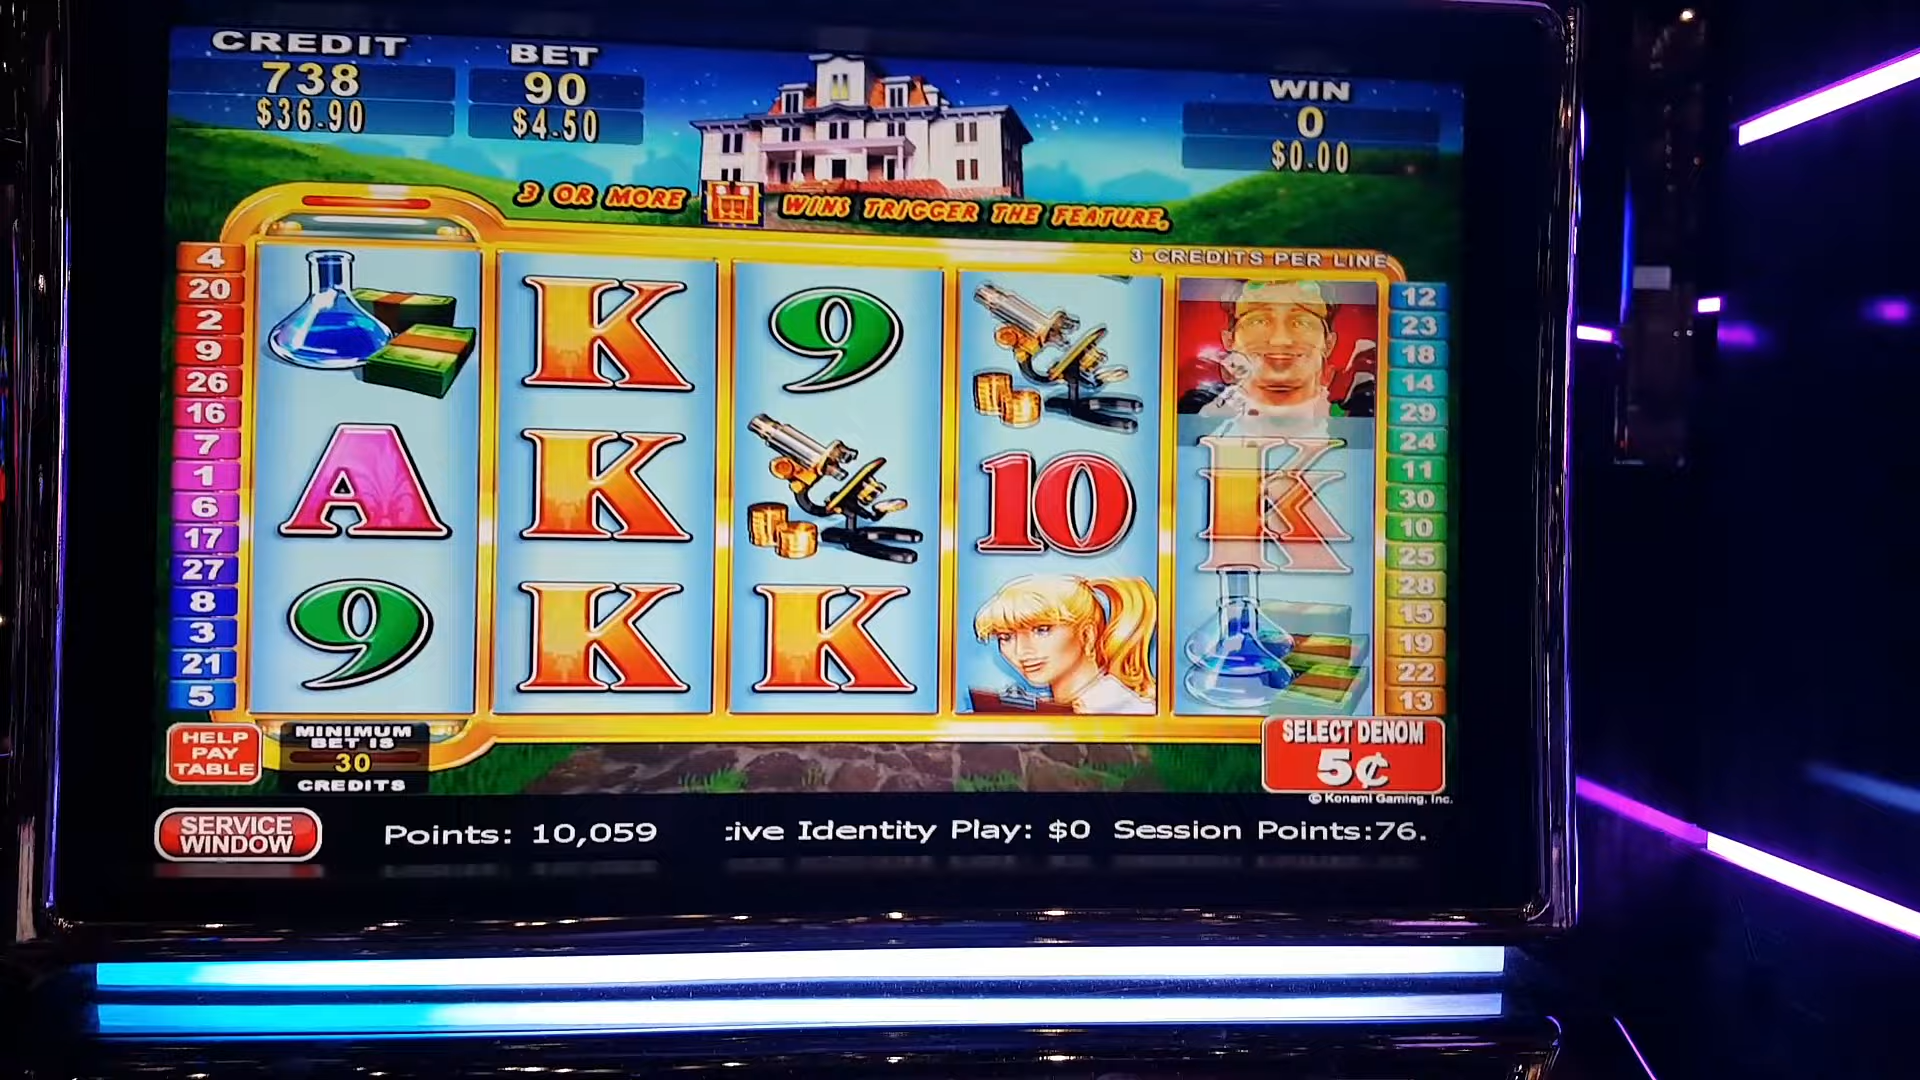 CREDIT
738
$36.90
BET
90
$4.50
WIN
0
$0.00
3 OR MORE WINS TRIGGER THE FEATURE.
3 CREDITS PER LINE
4
20
2
9
26
16
7
1
6
17
27
8
3
21
5
K 9
A K 10 K
9 K K
12
23
18
14
29
24
11
30
10
25
28
15
19
22
13
HELP
PAY
TABLE
MINIMUM
BET IS
30
CREDITS
SELECT DENOM
5¢
© Konami Gaming, Inc.
SERVICE
WINDOW
Points: 10,059
ive Identity Play: $0 Session Points:76.